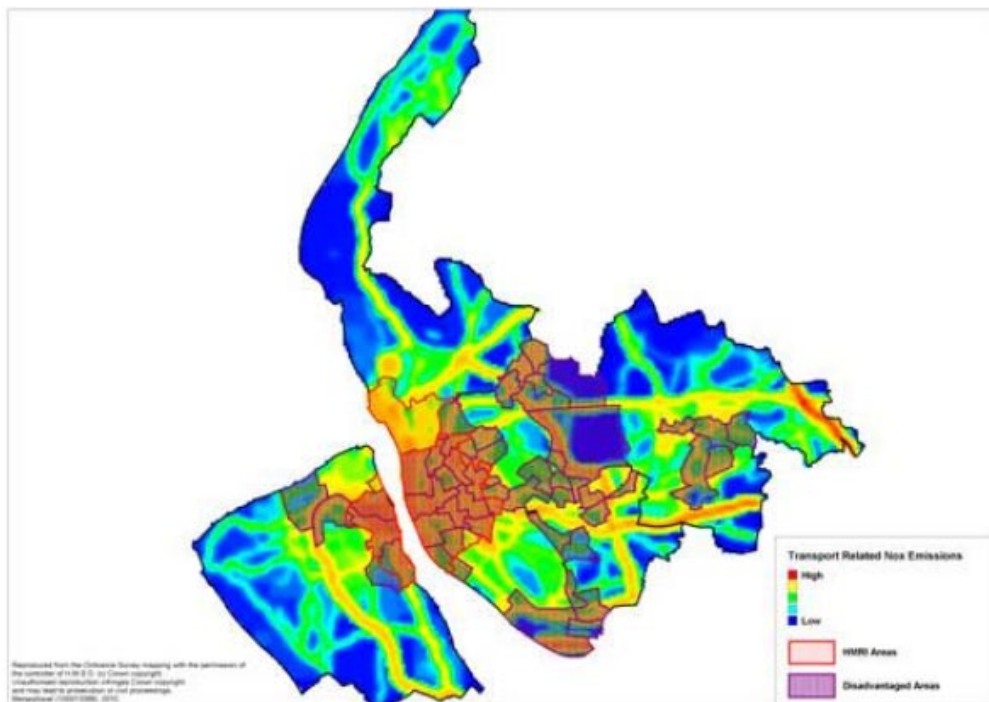 Transport Related Nox Emissions
High
Low
HMRI Areas
Disadvantaged Areas
Reproduced from the Ordnance Survey mapping with the permission of
the controller of H.M.S.O. (c) Crown copyright
Unauthorised reproduction infringes Crown copyright
and may lead to prosecution or civil proceedings.
2010